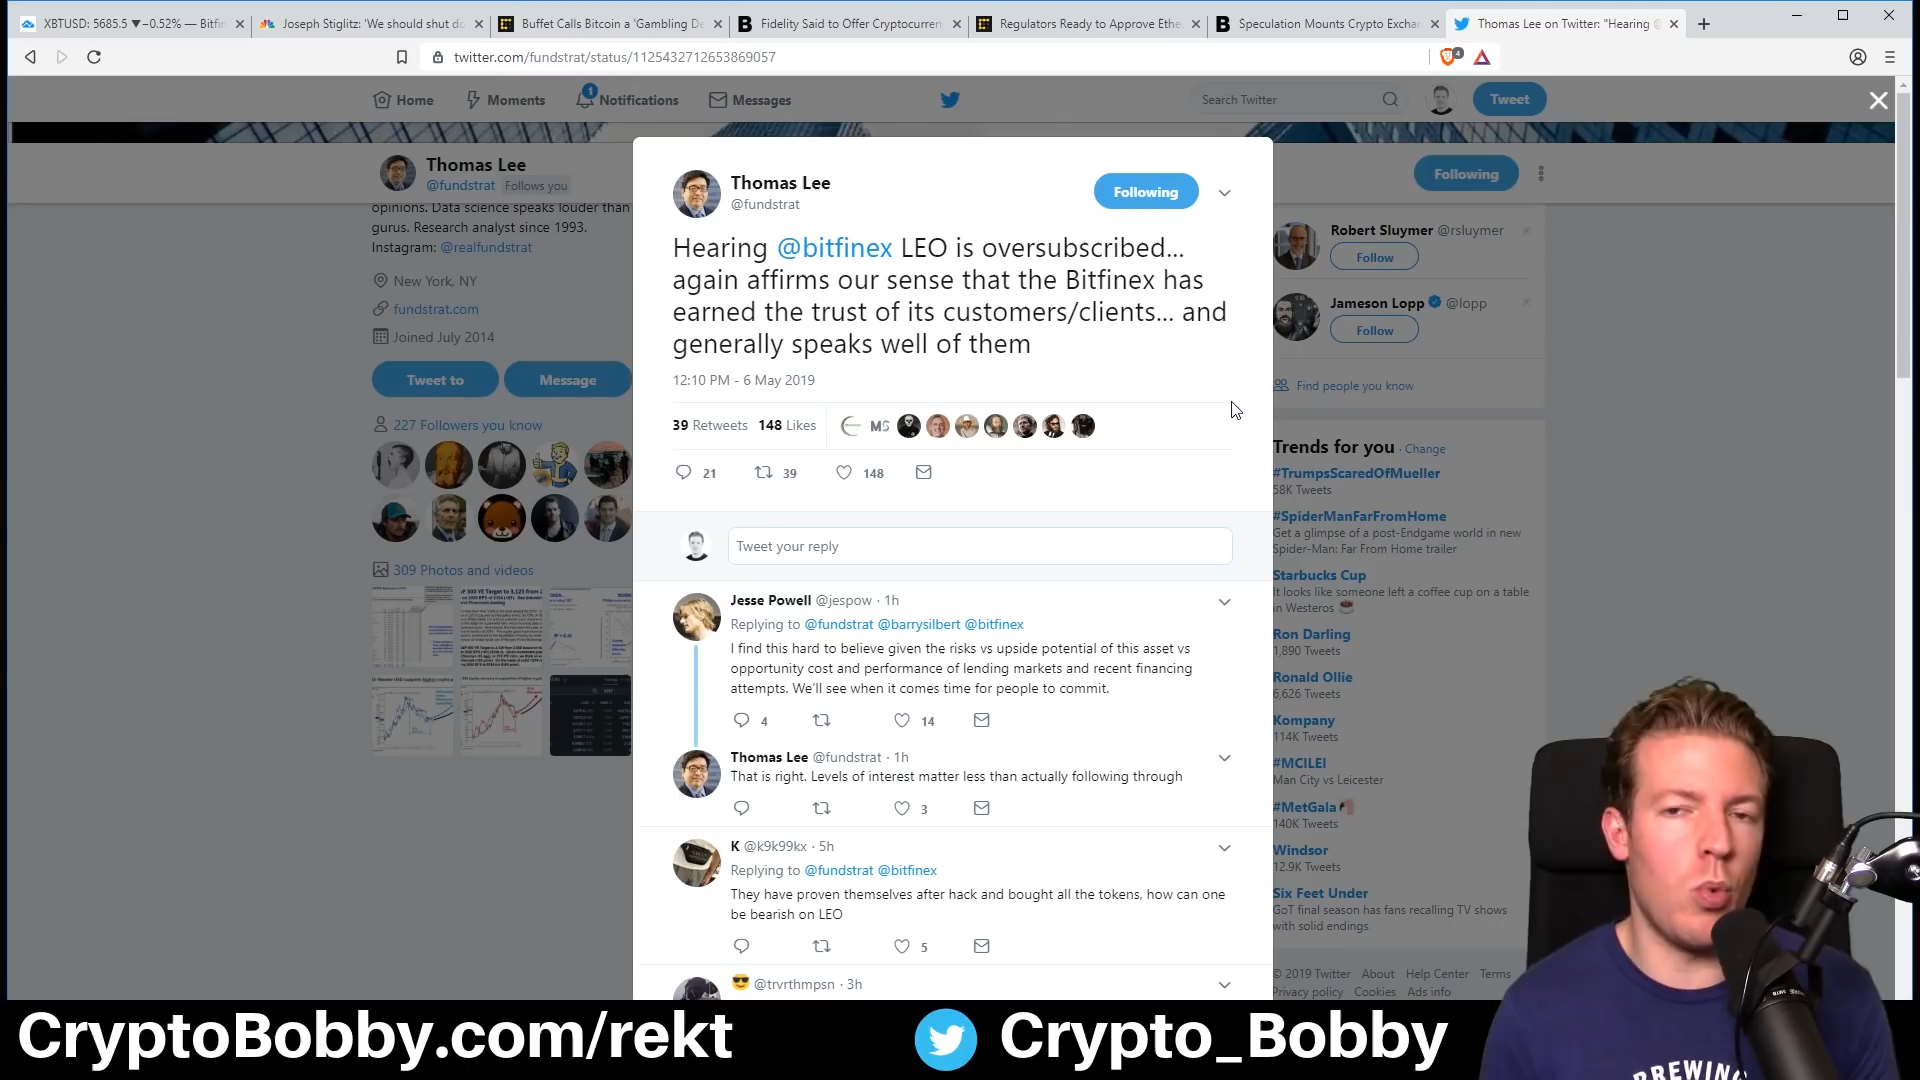 XBTUSD: 5685.5 ▼−0.52% — Bitfin
Joseph Stiglitz: 'We should shut do
Buffet Calls Bitcoin a 'Gambling De
Fidelity Said to Offer Cryptocurren
Regulators Ready to Approve Ethe
Speculation Mounts Crypto Exchan
Thomas Lee on Twitter: "Hearing @
twitter.com/fundstrat/status/1125432712653869057
4
Home
Moments
1
Notifications
Messages
Search Twitter
Tweet
Thomas Lee
@fundstrat Follows you
Following
opinions. Data science speaks louder than
gurus. Research analyst since 1993.
Instagram: @realfundstrat
New York, NY
fundstrat.com
Joined July 2014
Tweet to
Message
227 Followers you know
309 Photos and videos
Thomas Lee
@fundstrat
Following
Hearing @bitfinex LEO is oversubscribed...
again affirms our sense that the Bitfinex has
earned the trust of its customers/clients... and
generally speaks well of them
12:10 PM - 6 May 2019
39 Retweets 148 Likes
MS
21
39
148
Tweet your reply
Jesse Powell @jespow · 1h
Replying to @fundstrat @barrysilbert @bitfinex
I find this hard to believe given the risks vs upside potential of this asset vs
opportunity cost and performance of lending markets and recent financing
attempts. We'll see when it comes time for people to commit.
4
14
Thomas Lee @fundstrat · 1h
That is right. Levels of interest matter less than actually following through
3
K @k9k99kx · 5h
Replying to @fundstrat @bitfinex
They have proven themselves after hack and bought all the tokens, how can one
be bearish on LEO
5
😎 @trvrthmpsn · 3h
Robert Sluymer @rsluymer
Follow
Jameson Lopp @lopp
Follow
Find people you know
Trends for you · Change
#TrumpsScaredOfMueller
58K Tweets
#SpiderManFarFromHome
Get a glimpse of a post-Endgame world in new
Spider-Man: Far From Home trailer
Starbucks Cup
It looks like someone left a coffee cup on a table
in Westeros ☕
Ron Darling
1,890 Tweets
Ronald Ollie
6,626 Tweets
Kompany
114K Tweets
#MCILEI
Man City vs Leicester
#MetGala
140K Tweets
Windsor
12.9K Tweets
Six Feet Under
GoT final season has fans recalling TV shows
with solid endings
© 2019 Twitter About Help Center Terms
Privacy policy Cookies Ads info
CryptoBobby.com/rekt
Crypto_Bobby
BREWING